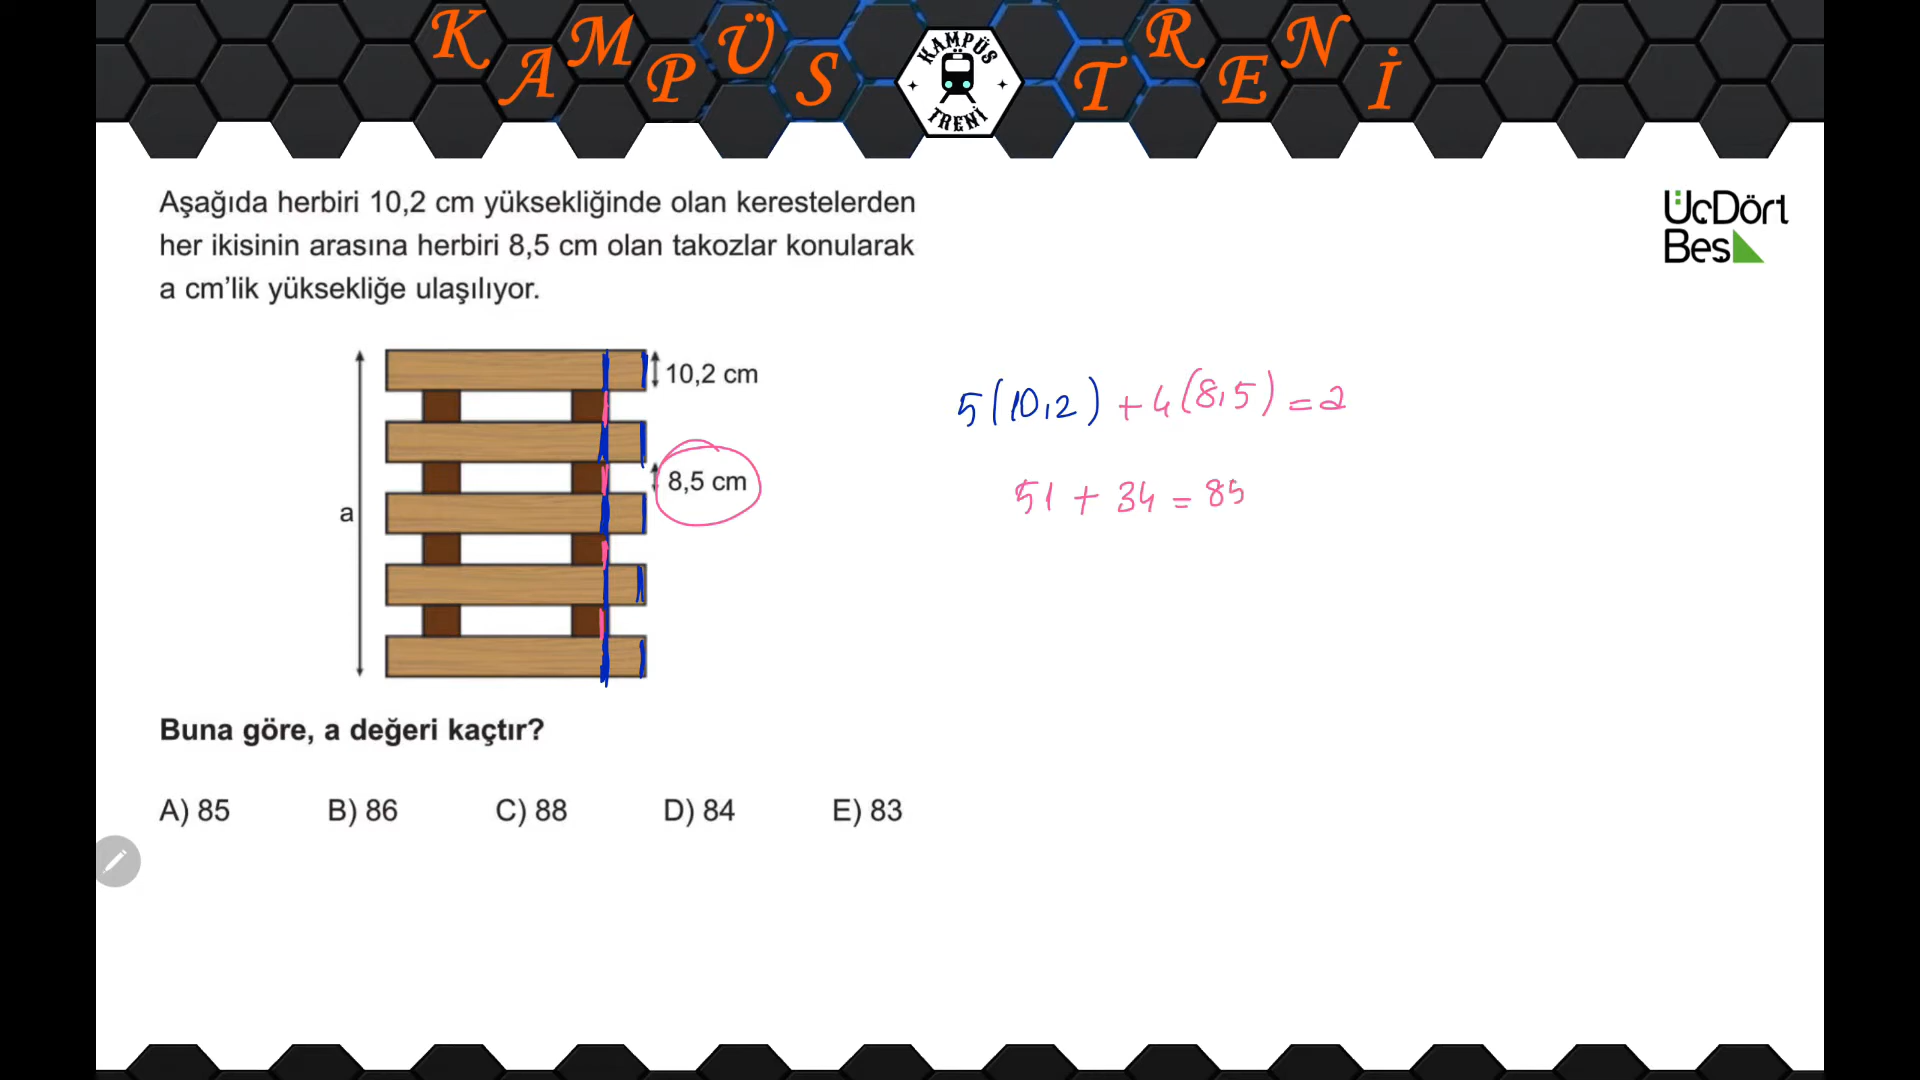 KAMPÜS TRENİ
KAMPÜS
TRENİ
ÜçDört
Beş
Aşağıda herbiri 10,2 cm yüksekliğinde olan kerestelerden
her ikisinin arasına herbiri 8,5 cm olan takozlar konularak
a cm’lik yüksekliğe ulaşılıyor.
10,2 cm
8,5 cm
a
5(10,2) + 4(8,5) = a
51 + 34 = 85
Buna göre, a değeri kaçtır?
A) 85 B) 86 C) 88 D) 84 E) 83